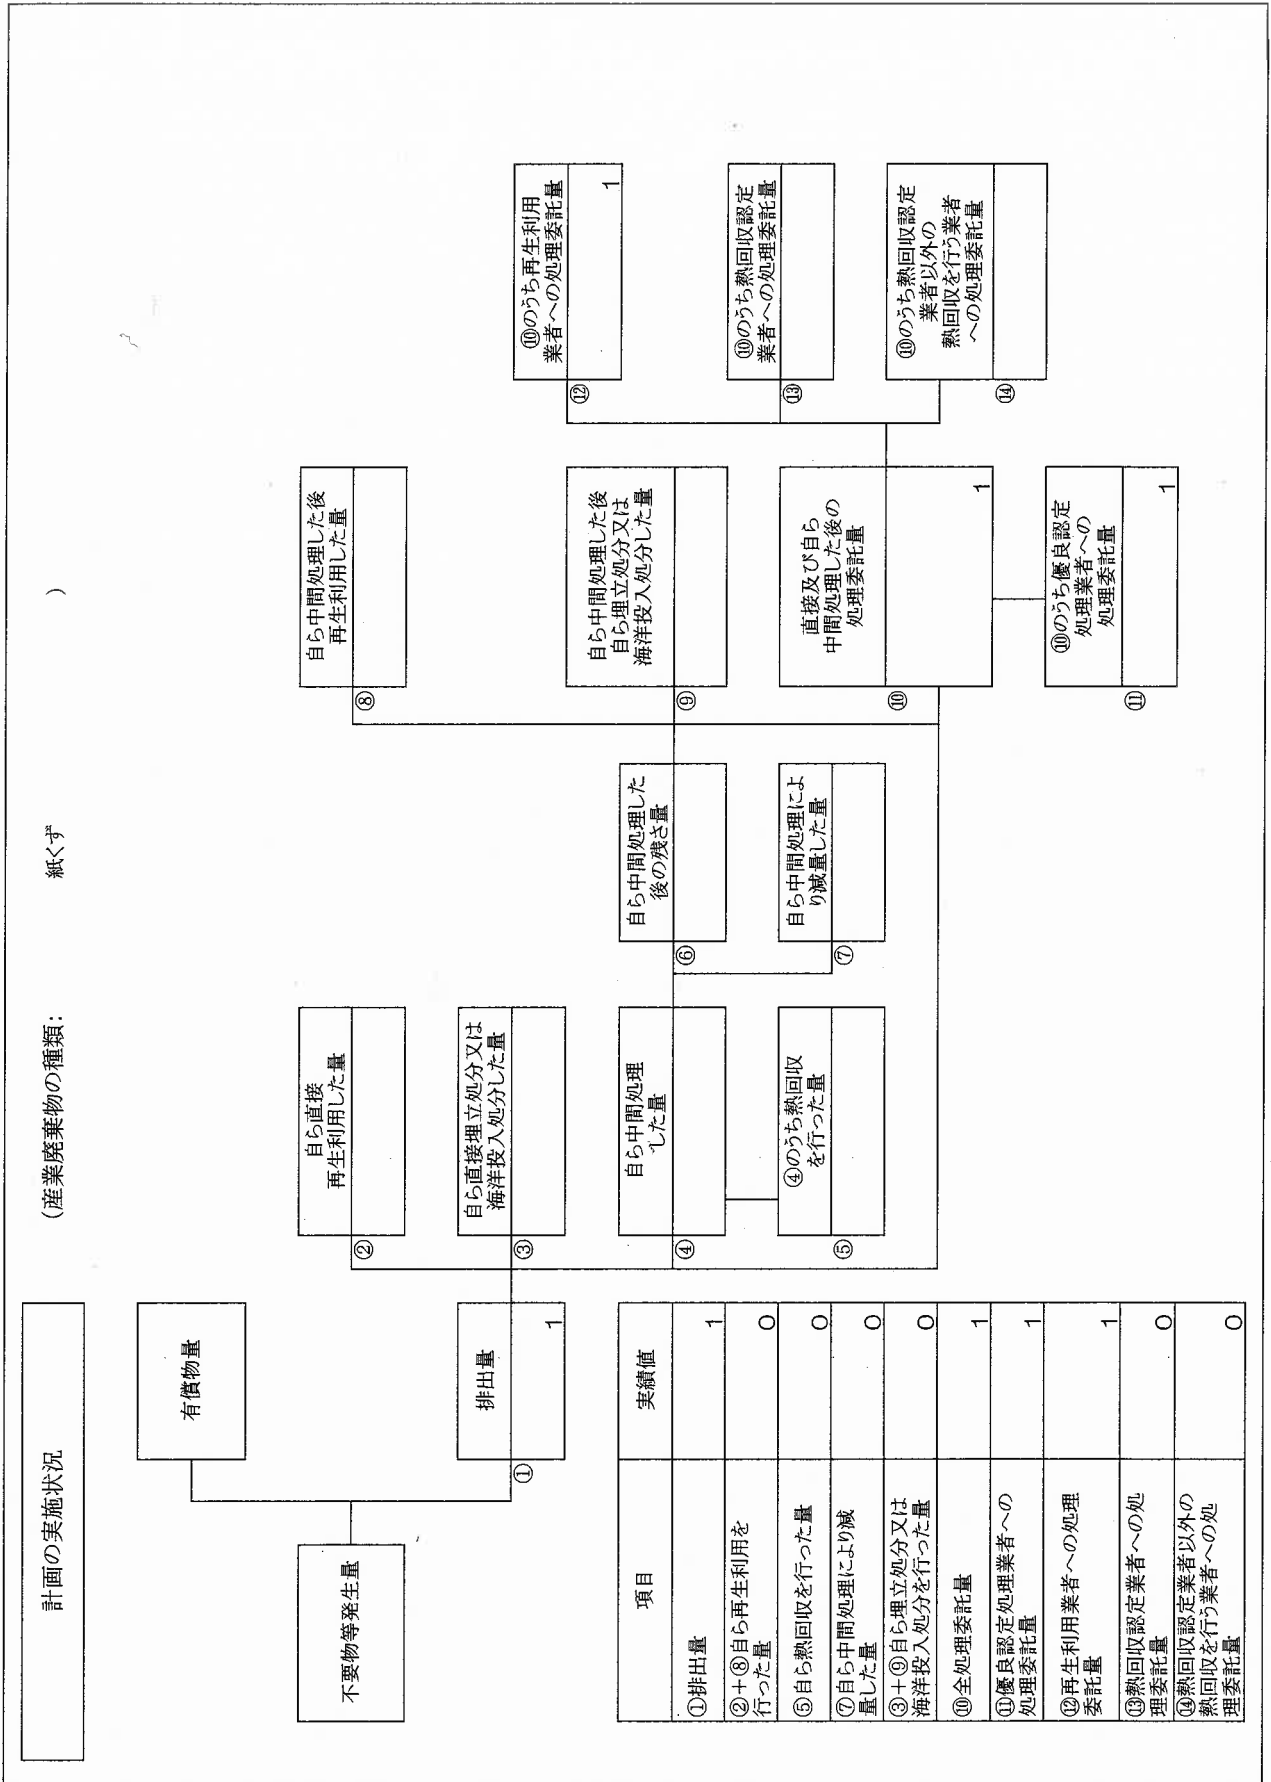 計画の実施状況
(産業廃棄物の種類: 紙くず )
不要物等発生量
有償物量
①
排出量
1
②
自ら直接
再生利用した量
③
自ら直接埋立処分又は
海洋投入処分した量
④
自ら中間処理
した量
⑤
④のうち熱回収
を行った量
⑥
自ら中間処理した
後の残さ量
⑦
自ら中間処理によ
り減量した量
⑧
自ら中間処理した後
再生利用した量
⑨
自ら中間処理した後
自ら埋立処分又は
海洋投入処分した量
⑩
直接及び自ら
中間処理した後の
処理委託量
1
⑪
⑩のうち優良認定
処理業者への
処理委託量
1
⑫
⑩のうち再生利用
業者への処理委託量
1
⑬
⑩のうち熱回収認定
業者への処理委託量
⑭
⑩のうち熱回収認定
業者以外の
熱回収を行う業者
への処理委託量
項目 実績値
①排出量 1
②+⑧自ら再生利用を
行った量 0
⑤自ら熱回収を行った量 0
⑦自ら中間処理により減
量した量 0
③+⑨自ら埋立処分又は
海洋投入処分を行った量 0
⑩全処理委託量 1
⑪優良認定処理業者への
処理委託量 1
⑫再生利用業者への処理
委託量 1
⑬熱回収認定業者への処
理委託量 0
⑭熱回収認定業者以外の
熱回収を行う業者への処
理委託量 0